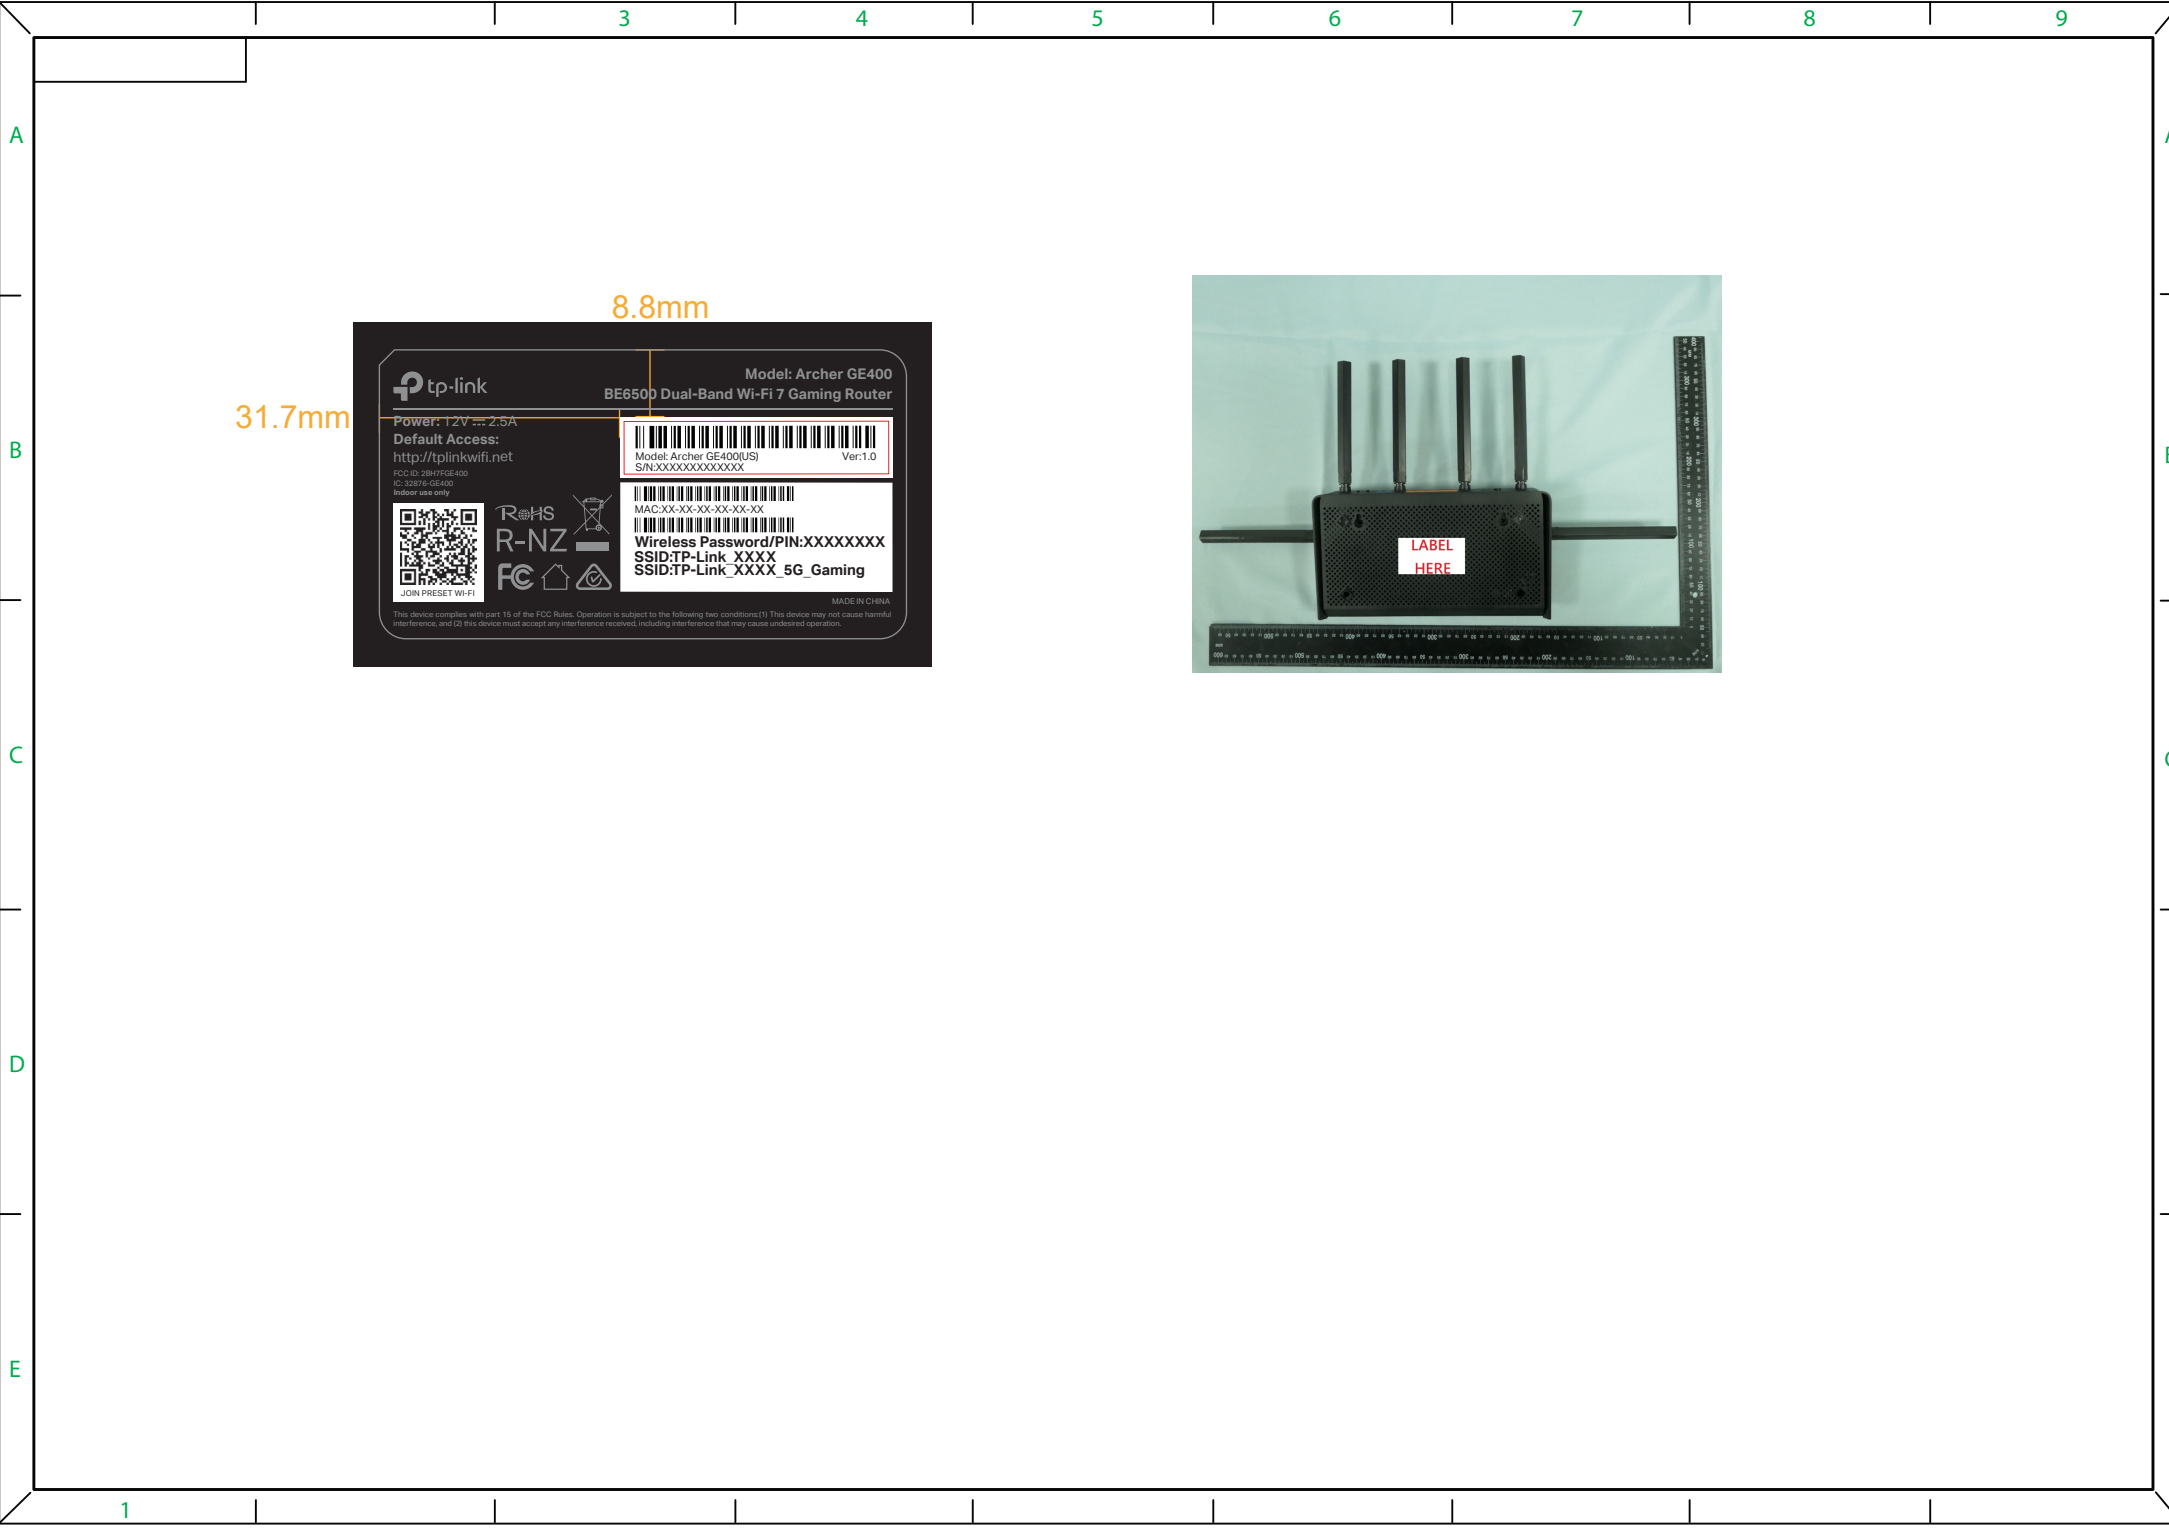 3 4 5 6 7 8 9
A
8.8mm
tp-link
Model: Archer GE400
BE6500 Dual-Band Wi-Fi 7 Gaming Router
31.7mm
Power: 12V ⎓ 2.5A
Default Access:
http://tplinkwifi.net
FCC ID: 2BH7FGE400
IC: 32876-GE400
Indoor use only
Model: Archer GE400(US) Ver:1.0
S/N:XXXXXXXXXXXXX
MAC:XX-XX-XX-XX-XX-XX
Wireless Password/PIN:XXXXXXXX
SSID:TP-Link_XXXX
SSID:TP-Link_XXXX_5G_Gaming
RoHS
R-NZ
FC
JOIN PRESET WI-FI
MADE IN CHINA
This device complies with part 15 of the FCC Rules. Operation is subject to the following two conditions:(1) This device may not cause harmful
interference, and (2) this device must accept any interference received, including interference that may cause undesired operation.
LABEL
HERE
B
C
D
E
1